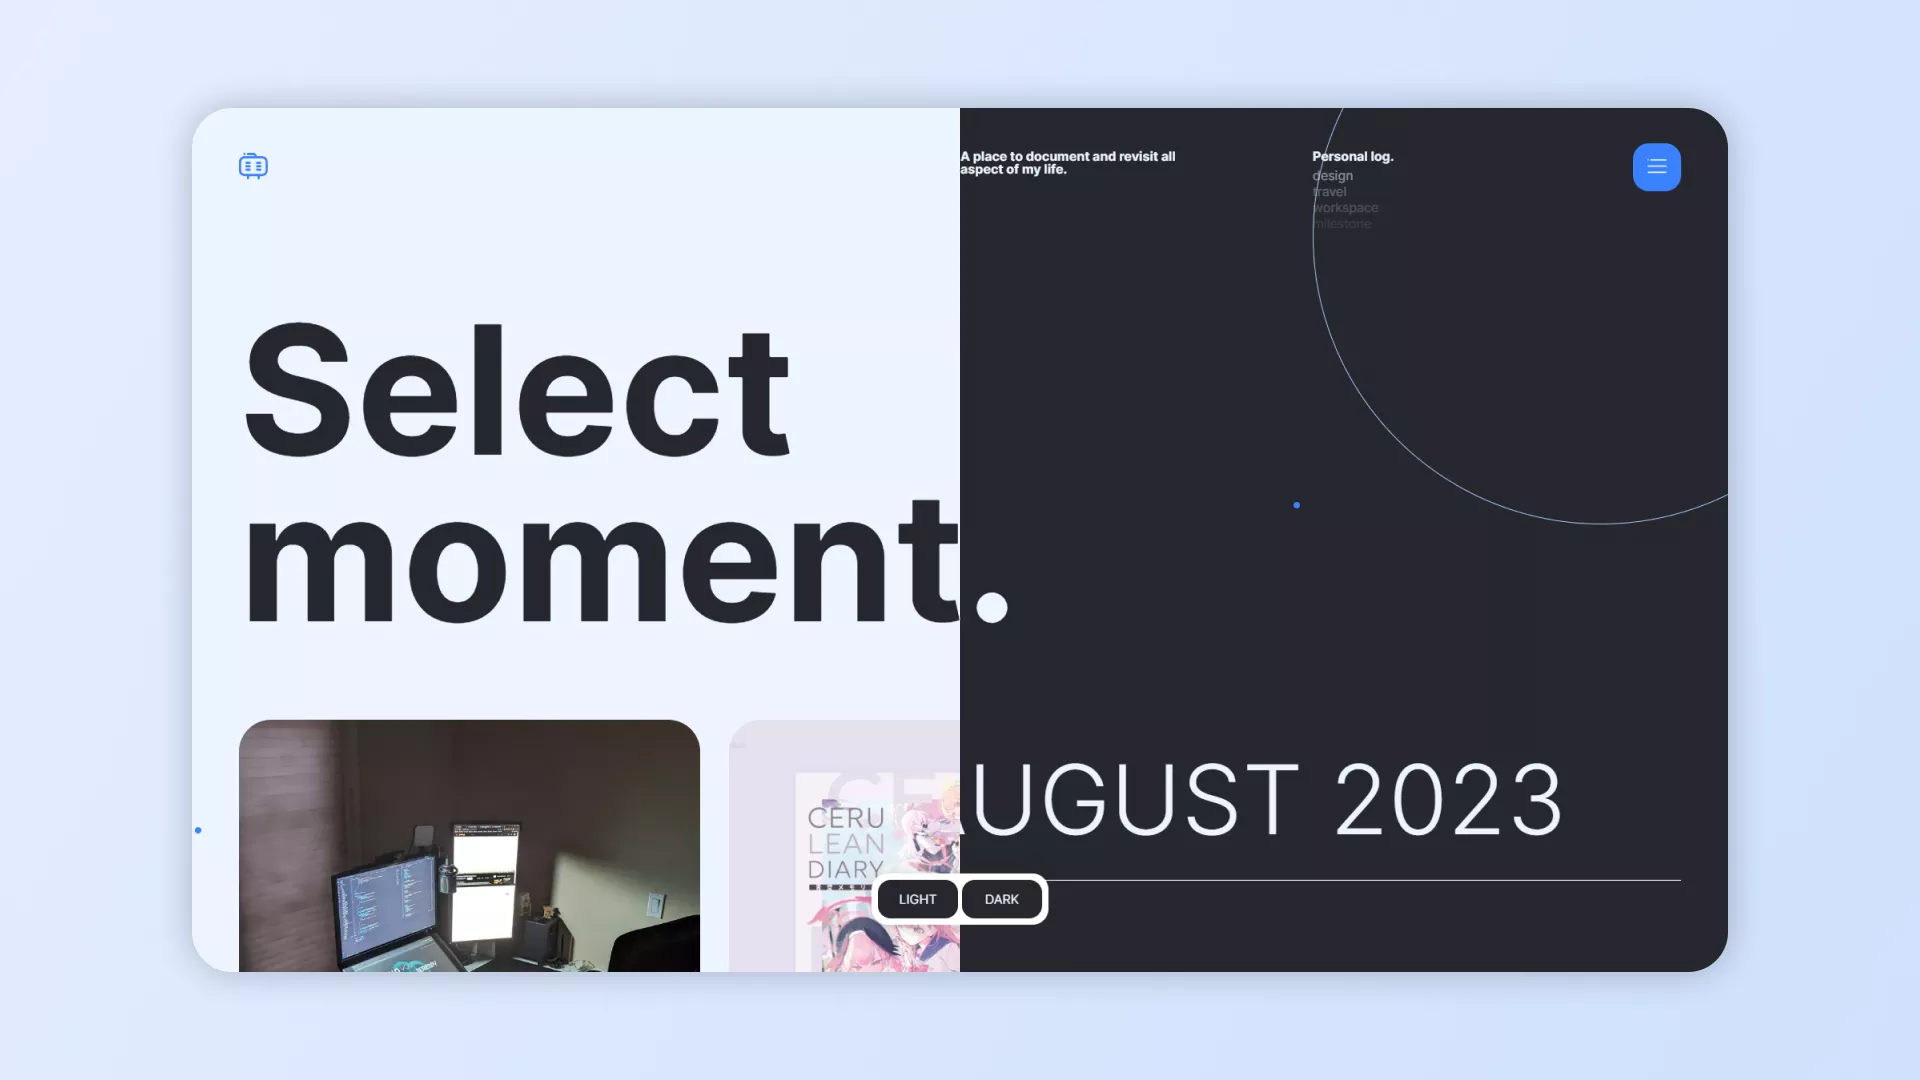 A place to document and revisit all
aspect of my life.
Personal log.
design
travel
workspace
milestone
Select
moment.
CERU
LEAN
DIARY
UGUST 2023
LIGHT
DARK